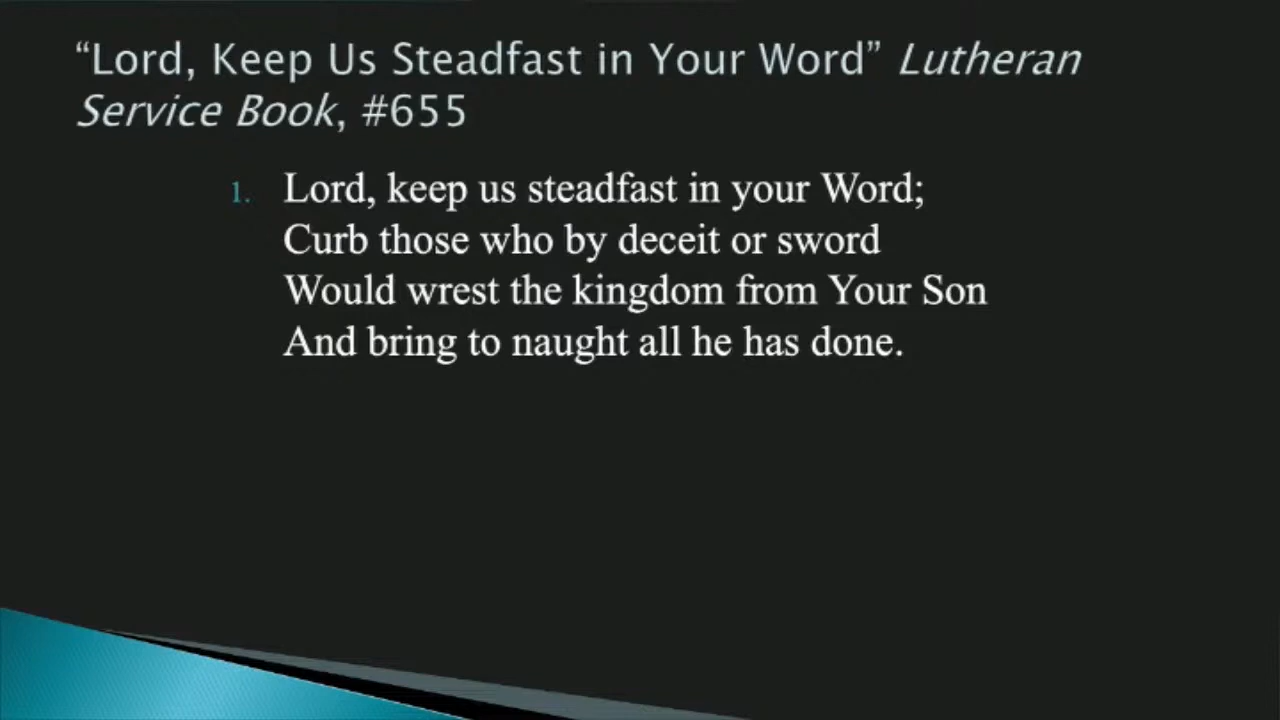 “Lord, Keep Us Steadfast in Your Word” Lutheran
Service Book, #655
1. Lord, keep us steadfast in your Word;
Curb those who by deceit or sword
Would wrest the kingdom from Your Son
And bring to naught all he has done.